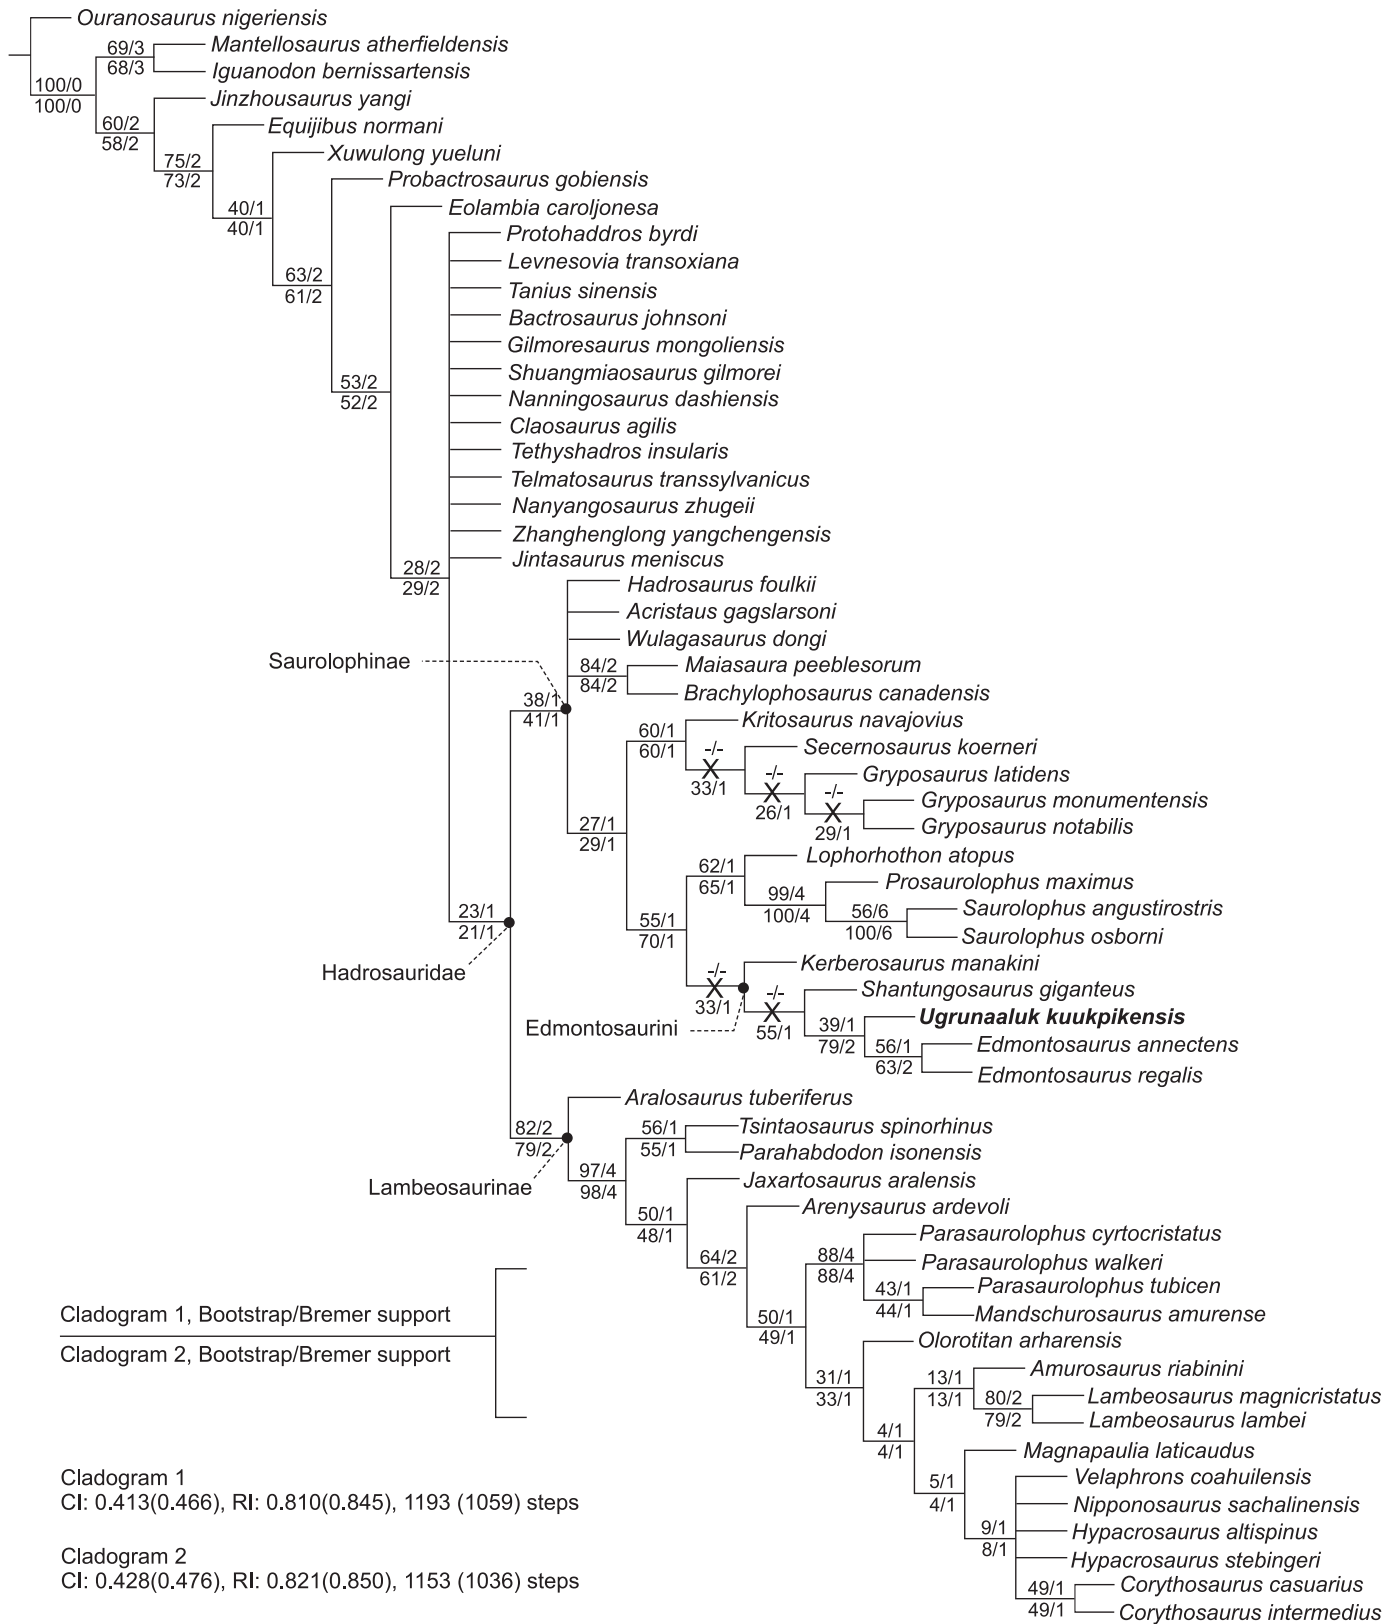 Ouranosaurus nigeriensis
69/3
Mantellosaurus atherfieldensis
68/3
Iguanodon bernissartensis
100/0
100/0
Jinzhousaurus yangi
60/2
58/2
Equijibus normani
75/2
73/2
Xuwulong yueluni
Probactrosaurus gobiensis
40/1
40/1
Eolambia caroljonesa
Protohaddros byrdi
Levnesovia transoxiana
63/2
61/2
Tanius sinensis
Bactrosaurus johnsoni
Gilmoresaurus mongoliensis
Shuangmiaosaurus gilmorei
53/2
52/2
Nanningosaurus dashiensis
Claosaurus agilis
Tethyshadros insularis
Telmatosaurus transsylvanicus
Nanyangosaurus zhugeii
Zhanghenglong yangchengensis
Jintasaurus meniscus
28/2
29/2
Hadrosaurus foulkii
Acristaus gagslarsoni
Wulagasaurus dongi
Saurolophinae
84/2
84/2
Maiasaura peeblesorum
Brachylophosaurus canadensis
38/1
41/1
Kritosaurus navajovius
60/1
60/1
-/-
33/1
Secernosaurus koerneri
-/-
26/1
Gryposaurus latidens
-/-
29/1
Gryposaurus monumentensis
Gryposaurus notabilis
27/1
29/1
Lophorhothon atopus
62/1
65/1
Prosaurolophus maximus
99/4
100/4
Saurolophus angustirostris
56/6
100/6
Saurolophus osborni
23/1
21/1
55/1
70/1
Hadrosauridae
Kerberosaurus manakini
-/-
33/1
Shantungosaurus giganteus
-/-
55/1
Edmontosaurini
Ugrunaaluk kuukpikensis
39/1
79/2
Edmontosaurus annectens
56/1
63/2
Edmontosaurus regalis
Aralosaurus tuberiferus
82/2
79/2
Tsintaosaurus spinorhinus
56/1
55/1
Parahabdodon isonensis
Lambeosaurinae
97/4
98/4
Jaxartosaurus aralensis
50/1
48/1
Arenysaurus ardevoli
64/2
61/2
Parasaurolophus cyrtocristatus
88/4
88/4
Parasaurolophus walkeri
Parasaurolophus tubicen
43/1
44/1
Mandschurosaurus amurense
50/1
49/1
Olorotitan arharensis
31/1
33/1
Amurosaurus riabinini
13/1
13/1
Lambeosaurus magnicristatus
80/2
79/2
Lambeosaurus lambei
4/1
4/1
Magnapaulia laticaudus
5/1
4/1
Velaphrons coahuilensis
Nipponosaurus sachalinensis
9/1
8/1
Hypacrosaurus altispinus
Hypacrosaurus stebingeri
49/1
49/1
Corythosaurus casuarius
Corythosaurus intermedius
Cladogram 1, Bootstrap/Bremer support
Cladogram 2, Bootstrap/Bremer support
Cladogram 1
CI: 0.413(0.466), RI: 0.810(0.845), 1193 (1059) steps
Cladogram 2
CI: 0.428(0.476), RI: 0.821(0.850), 1153 (1036) steps